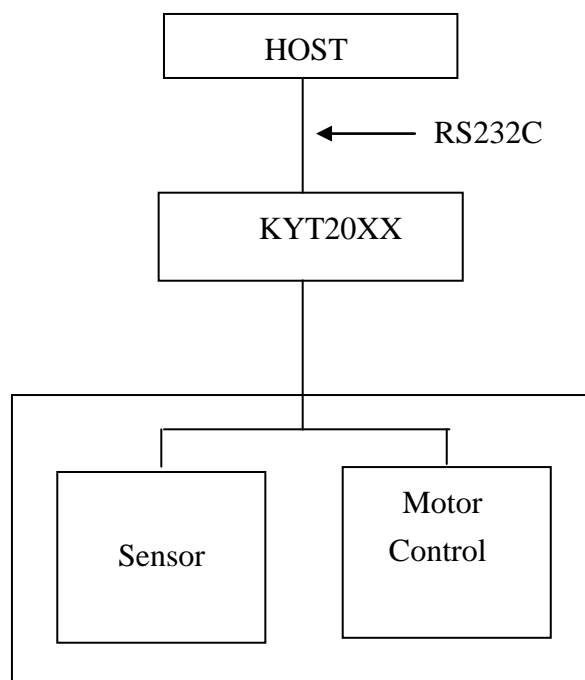 HOST
RS232C
KYT20XX
Sensor
Motor
Control